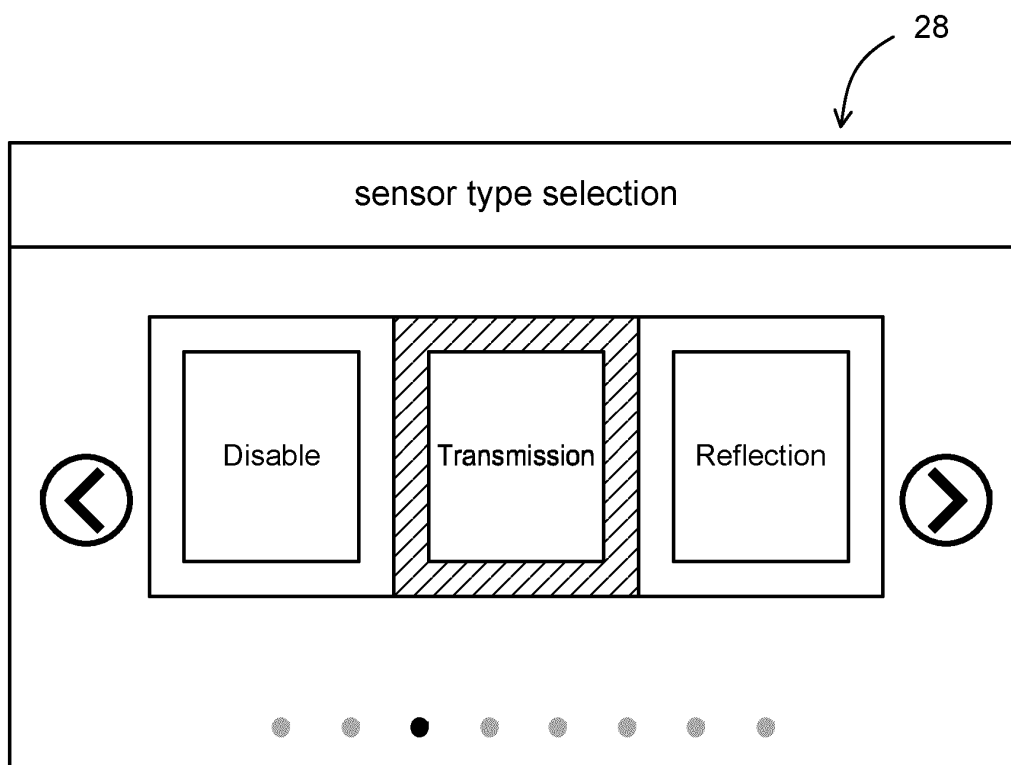 28
sensor type selection
Disable
Transmission
Reflection